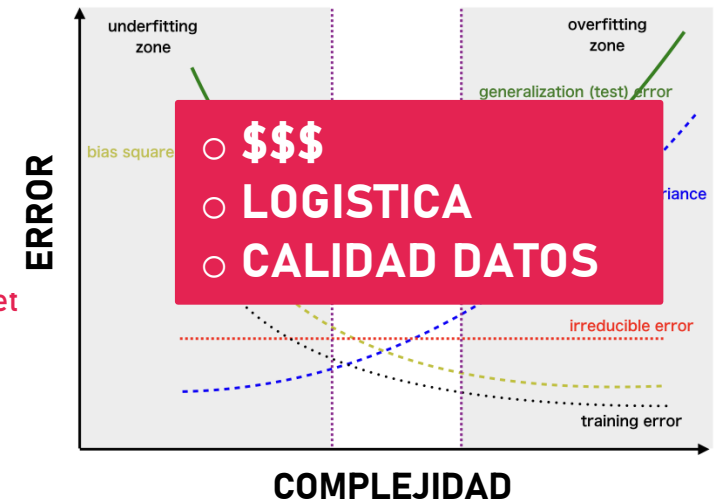 underfitting
zone
overfitting
zone
generalization (test) error
bias square
$$$
LOGISTICA
CALIDAD DATOS
riance
ERROR
et
irreducible error
training error
COMPLEJIDAD